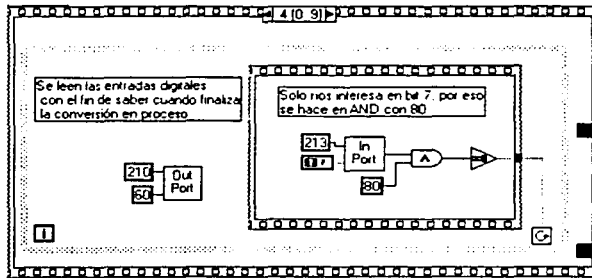 4 [0..9]
Se leen las entradas digitales
con el fin de saber cuando finaliza
la conversión en proceso
Solo nos interesa en bit 7, por eso
se hace en AND con 80
210
60
Out
Port
213
In
Port
80
i